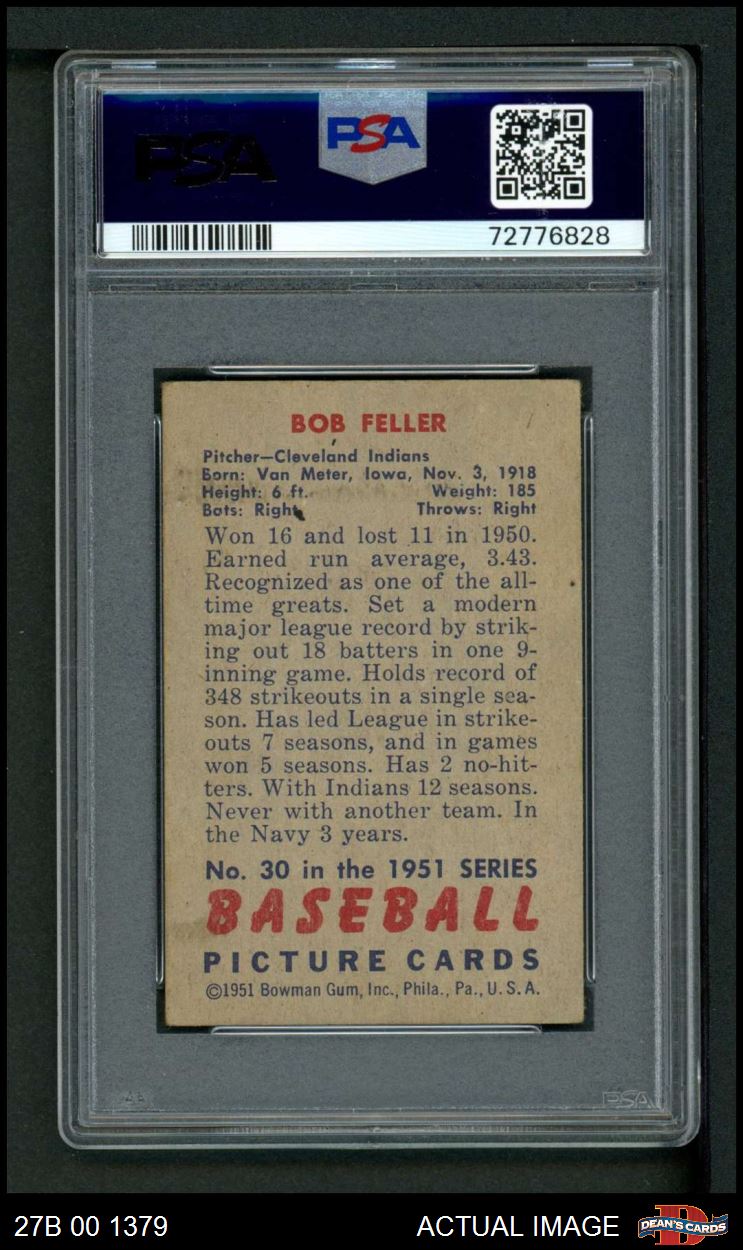 PSA
PSA
72776828
BOB FELLER
Pitcher—Cleveland Indians
Born: Van Meter, Iowa, Nov. 3, 1918
Height: 6 ft. Weight: 185
Bats: Right Throws: Right
Won 16 and lost 11 in 1950.
Earned run average, 3.43.
Recognized as one of the all-
time greats. Set a modern
major league record by strik-
ing out 18 batters in one 9-
inning game. Holds record of
348 strikeouts in a single sea-
son. Has led League in strike-
outs 7 seasons, and in games
won 5 seasons. Has 2 no-hit-
ters. With Indians 12 seasons.
Never with another team. In
the Navy 3 years.
No. 30 in the 1951 SERIES
BASEBALL
PICTURE CARDS
©1951 Bowman Gum, Inc., Phila., Pa., U. S. A.
PSA
27B 00 1379
ACTUAL IMAGE
DEAN'S CARDS